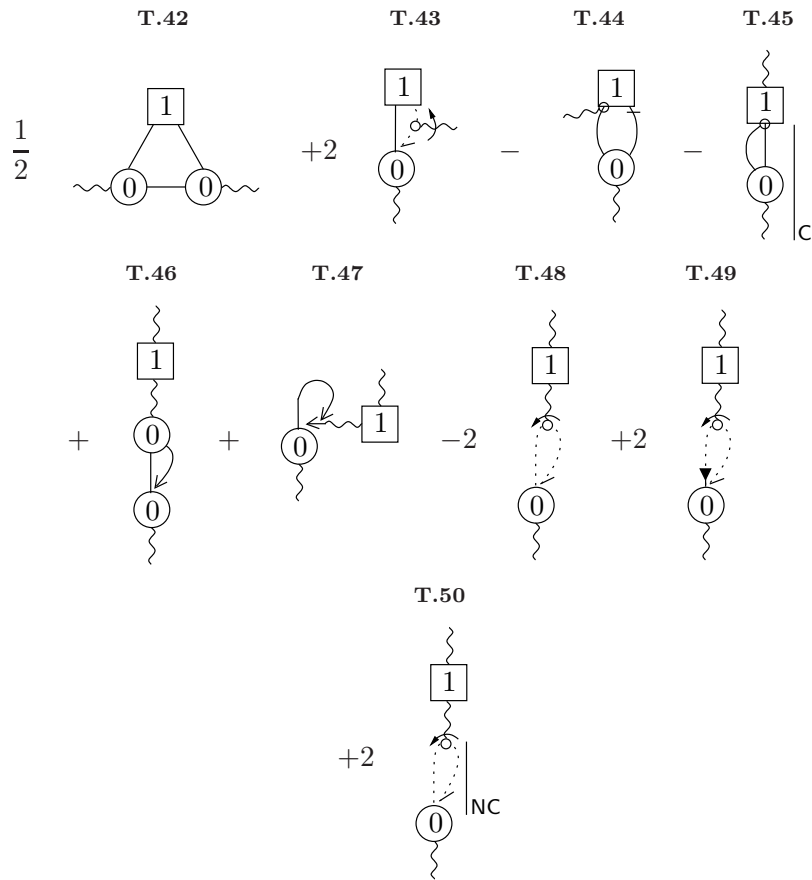 T.42 T.43 T.44 T.45
1/2 1 0 0 +2 1 0 − 1 0 − 1 0 C
T.46 T.47 T.48 T.49
+ 1 0 0 + 0 1 −2 1 0 +2 1 0
T.50
+2 1 0 NC